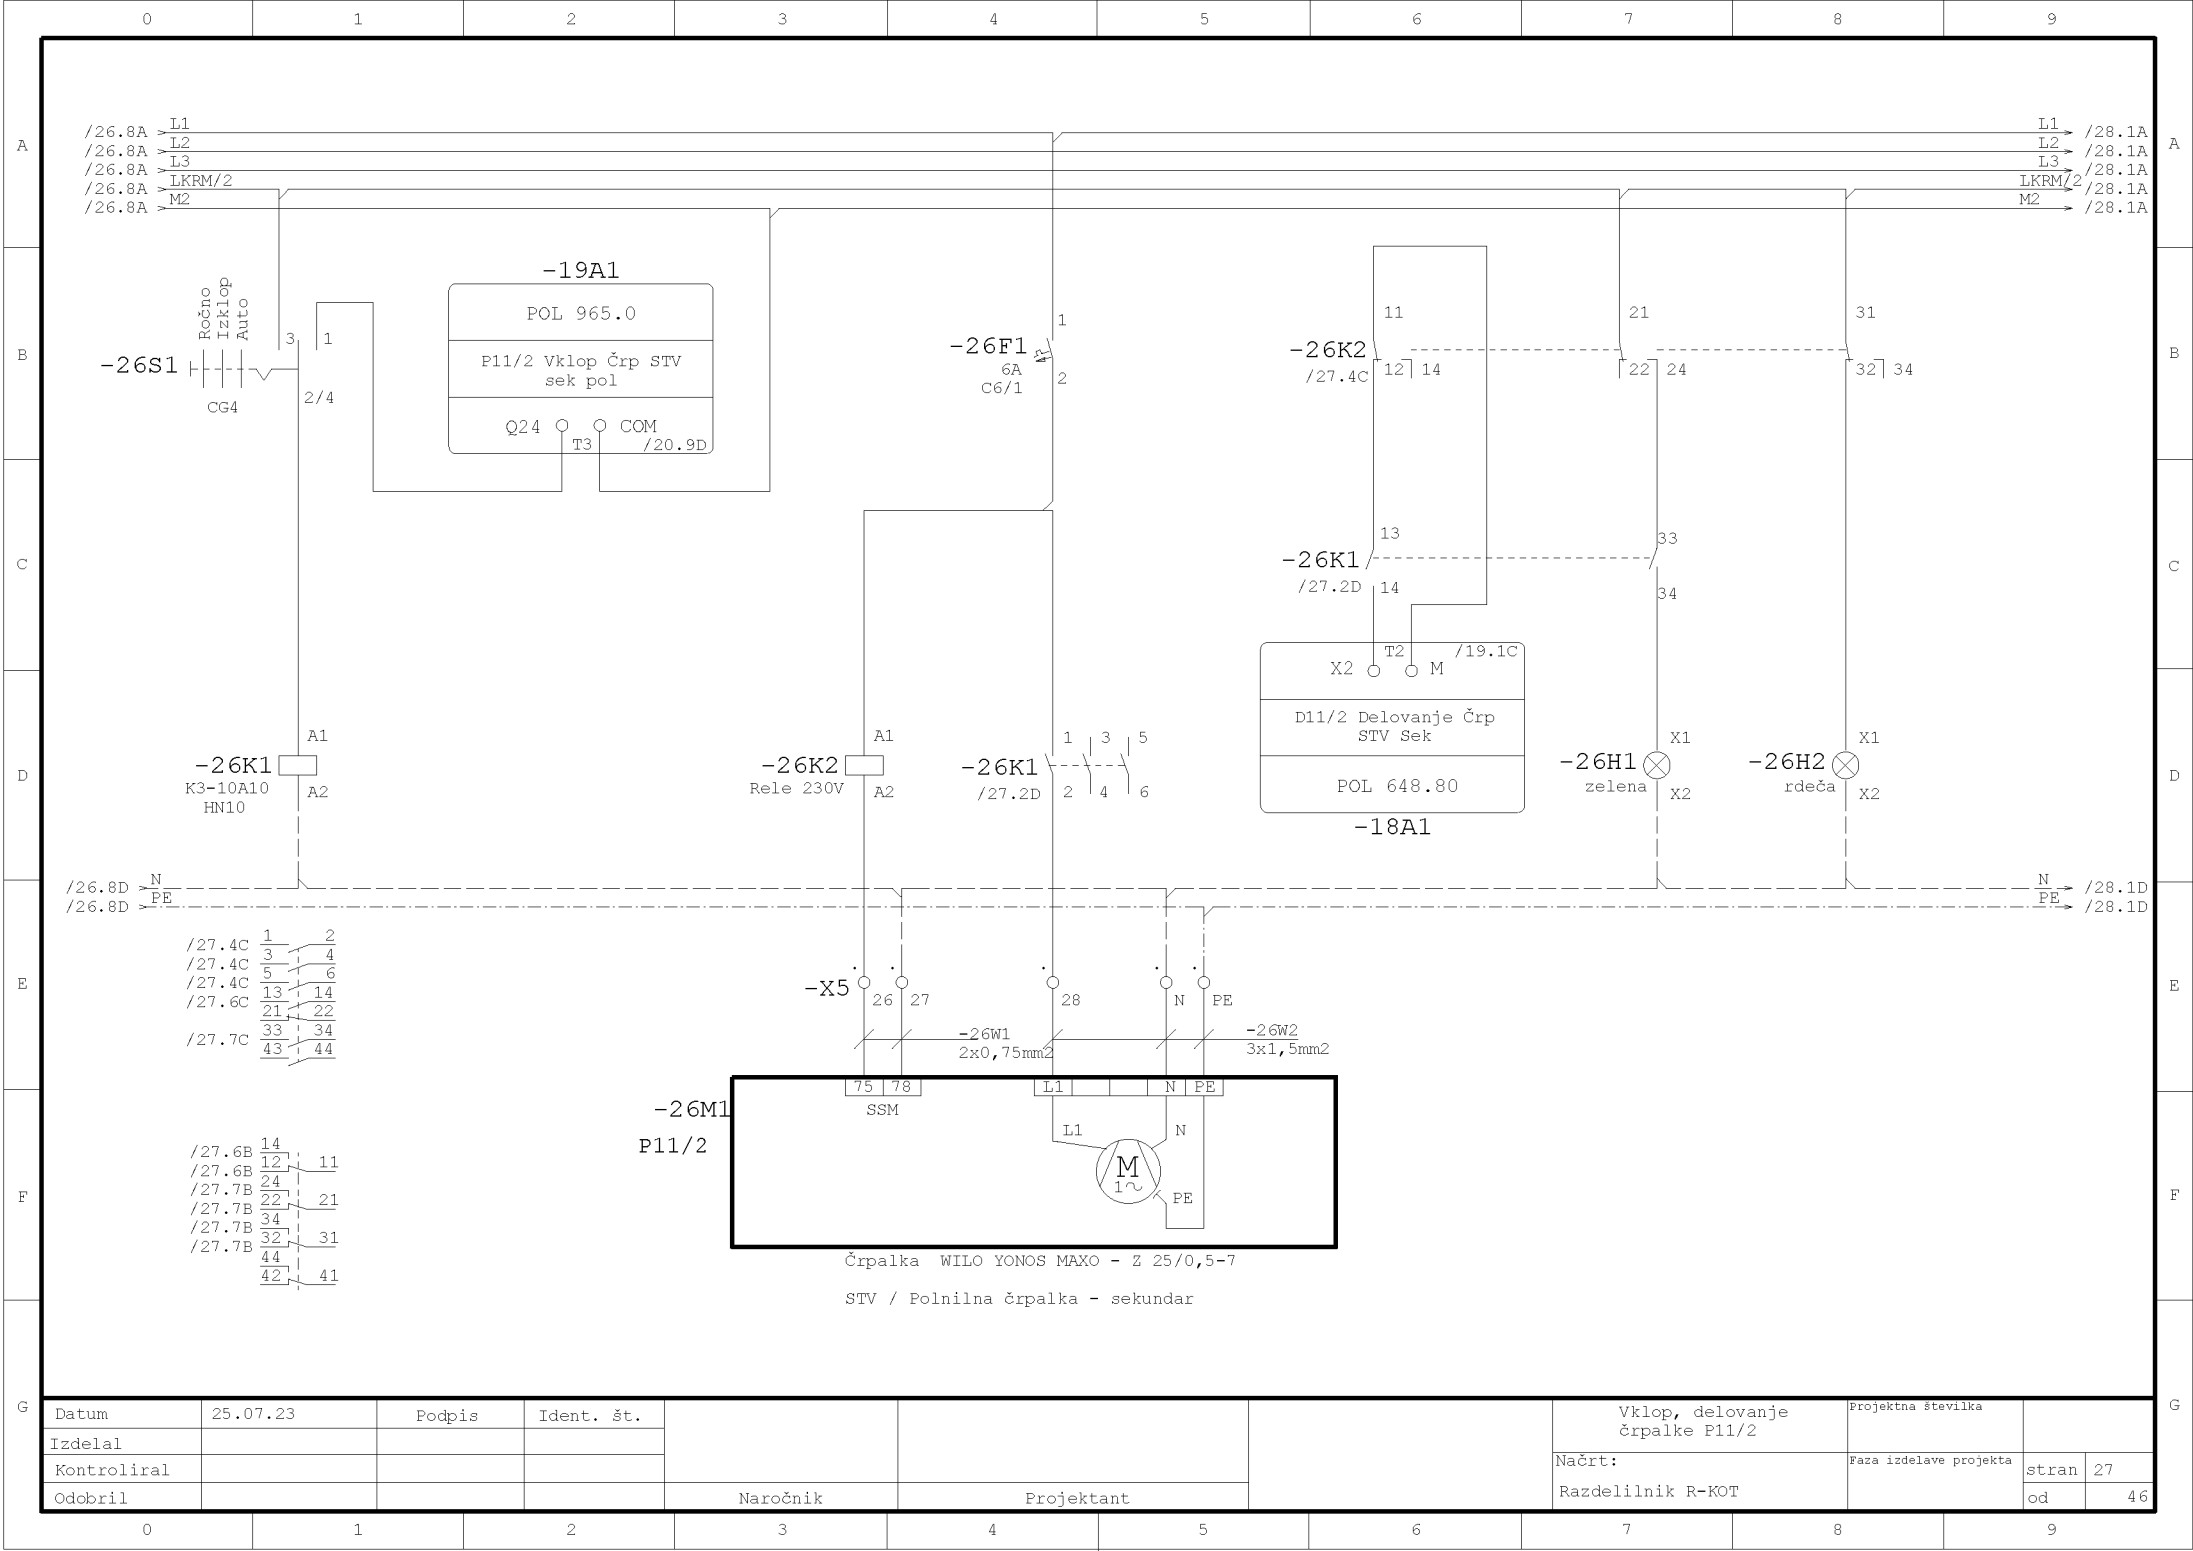 0 1 2 3 4 5 6 7 8 9
A A
/26.8A L1 L1 /28.1A
/26.8A L2 L2 /28.1A
/26.8A L3 L3 /28.1A
/26.8A LKRM/2 LKRM/2 /28.1A
/26.8A M2 M2 /28.1A
B B
Ročno
Izklop
Auto
-26S1
CG4
3 1
2/4
-19A1
POL 965.0
P11/2 Vklop Črp STV
sek pol
Q24 COM
T3 /20.9D
-26F1
6A
C6/1
1
2
-26K2
/27.4C
11
12 14
21
22 24
31
32 34
C C
-26K1
/27.2D
13
14
33
34
T2 /19.1C
X2 M
D11/2 Delovanje Črp
STV Sek
POL 648.80
-18A1
D D
-26K1
K3-10A10
HN10
A1
A2
-26K2
Rele 230V
A1
A2
-26K1
/27.2D
1 3 5
2 4 6
-26H1
zelena
X1
X2
-26H2
rdeča
X1
X2
/26.8D N N /28.1D
/26.8D PE PE /28.1D
E E
/27.4C 1 2
/27.4C 3 4
/27.4C 5 6
/27.6C 13 14
21 22
/27.7C 33 34
43 44
-X5
26 27 28 N PE
-26W1
2x0,75mm2
-26W2
3x1,5mm2
-26M1
P11/2
75 78 L1 N PE
SSM
L1 N
M
1~
PE
F F
/27.6B 14
/27.6B 12 11
/27.7B 24
/27.7B 22 21
/27.7B 34
/27.7B 32 31
44
42 41
Črpalka WILO YONOS MAXO - Z 25/0,5-7
STV / Polnilna črpalka - sekundar
G G
Datum 25.07.23 Podpis Ident. št.
Izdelal
Kontroliral
Odobril
Naročnik
Projektant
Vklop, delovanje
črpalke P11/2
Načrt:
Razdelilnik R-KOT
Projektna številka
Faza izdelave projekta
stran 27
od 46
0 1 2 3 4 5 6 7 8 9